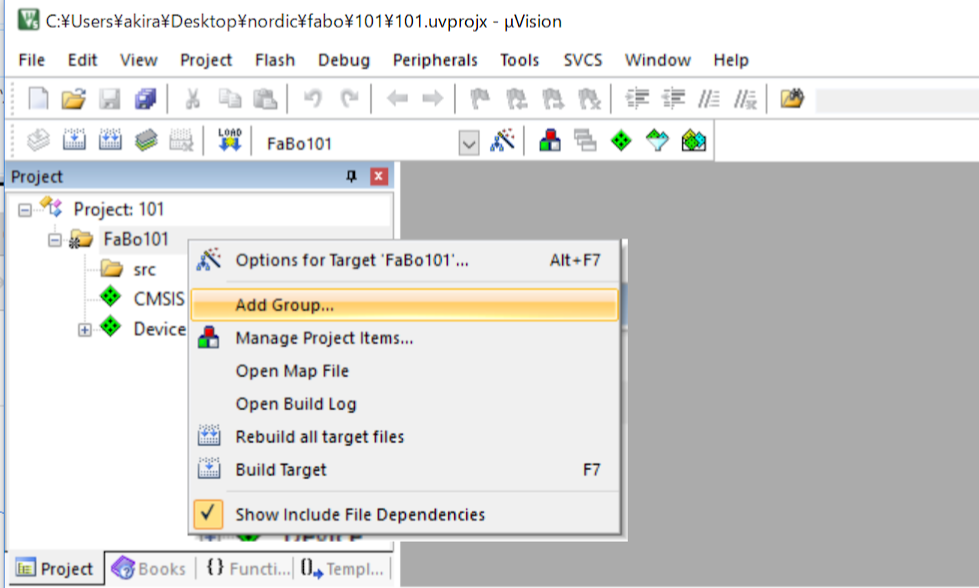 C:¥Users¥akira¥Desktop¥nordic¥fabo¥101¥101.uvprojx - µVision
File Edit View Project Flash Debug Peripherals Tools SVCS Window Help
LOAD FaBo101
Project
Project: 101
FaBo101
src
CMSIS
Device
Options for Target 'FaBo101'... Alt+F7
Add Group...
Manage Project Items...
Open Map File
Open Build Log
Rebuild all target files
Build Target F7
Show Include File Dependencies
Project Books {} Functi... 0 Templ...